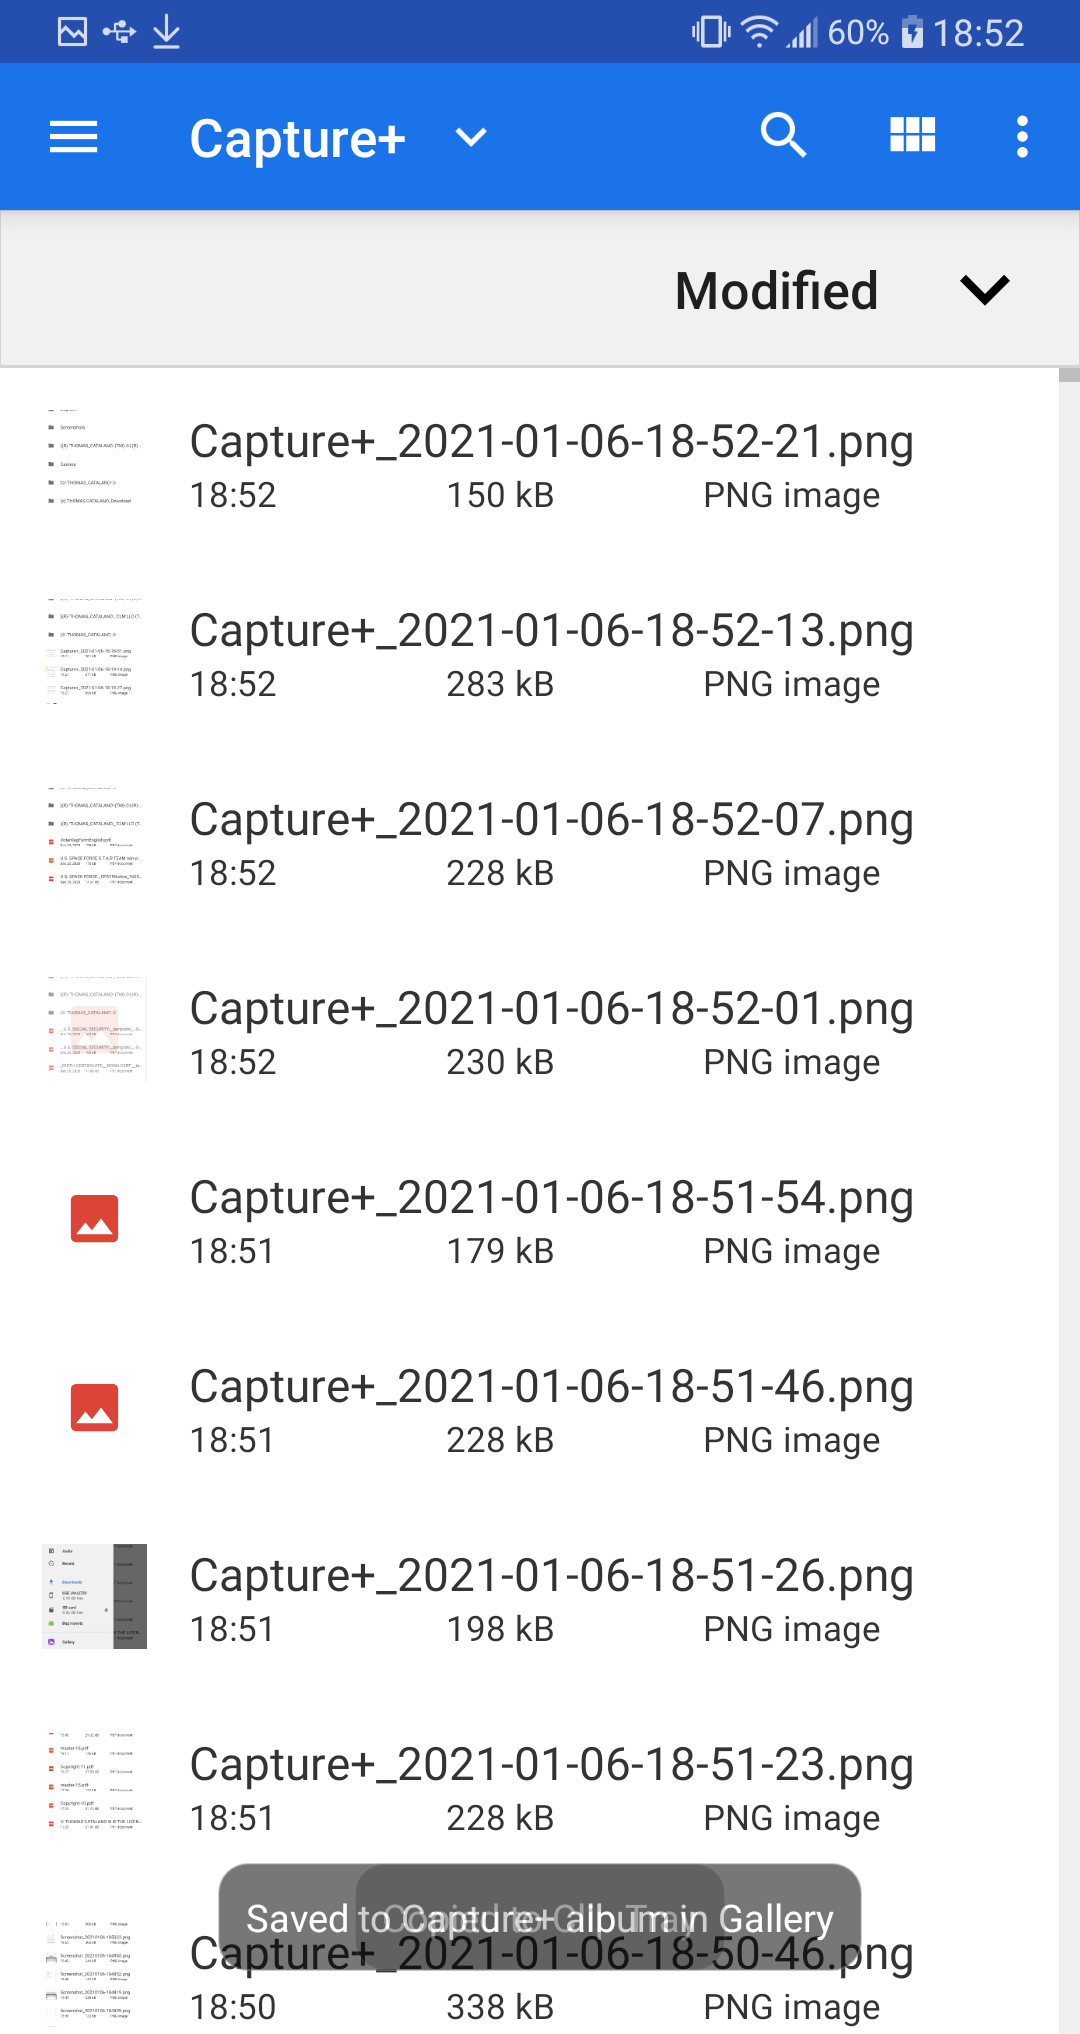 60% 18:52
Capture+
Modified
Capture+_2021-01-06-18-52-21.png
18:52 150 kB PNG image
Capture+_2021-01-06-18-52-13.png
18:52 283 kB PNG image
Capture+_2021-01-06-18-52-07.png
18:52 228 kB PNG image
Capture+_2021-01-06-18-52-01.png
18:52 230 kB PNG image
Capture+_2021-01-06-18-51-54.png
18:51 179 kB PNG image
Capture+_2021-01-06-18-51-46.png
18:51 228 kB PNG image
Capture+_2021-01-06-18-51-26.png
18:51 198 kB PNG image
Capture+_2021-01-06-18-51-23.png
18:51 228 kB PNG image
Saved to Capture+ album in Gallery
Capture+_2021-01-06-18-50-46.png
18:50 338 kB PNG image